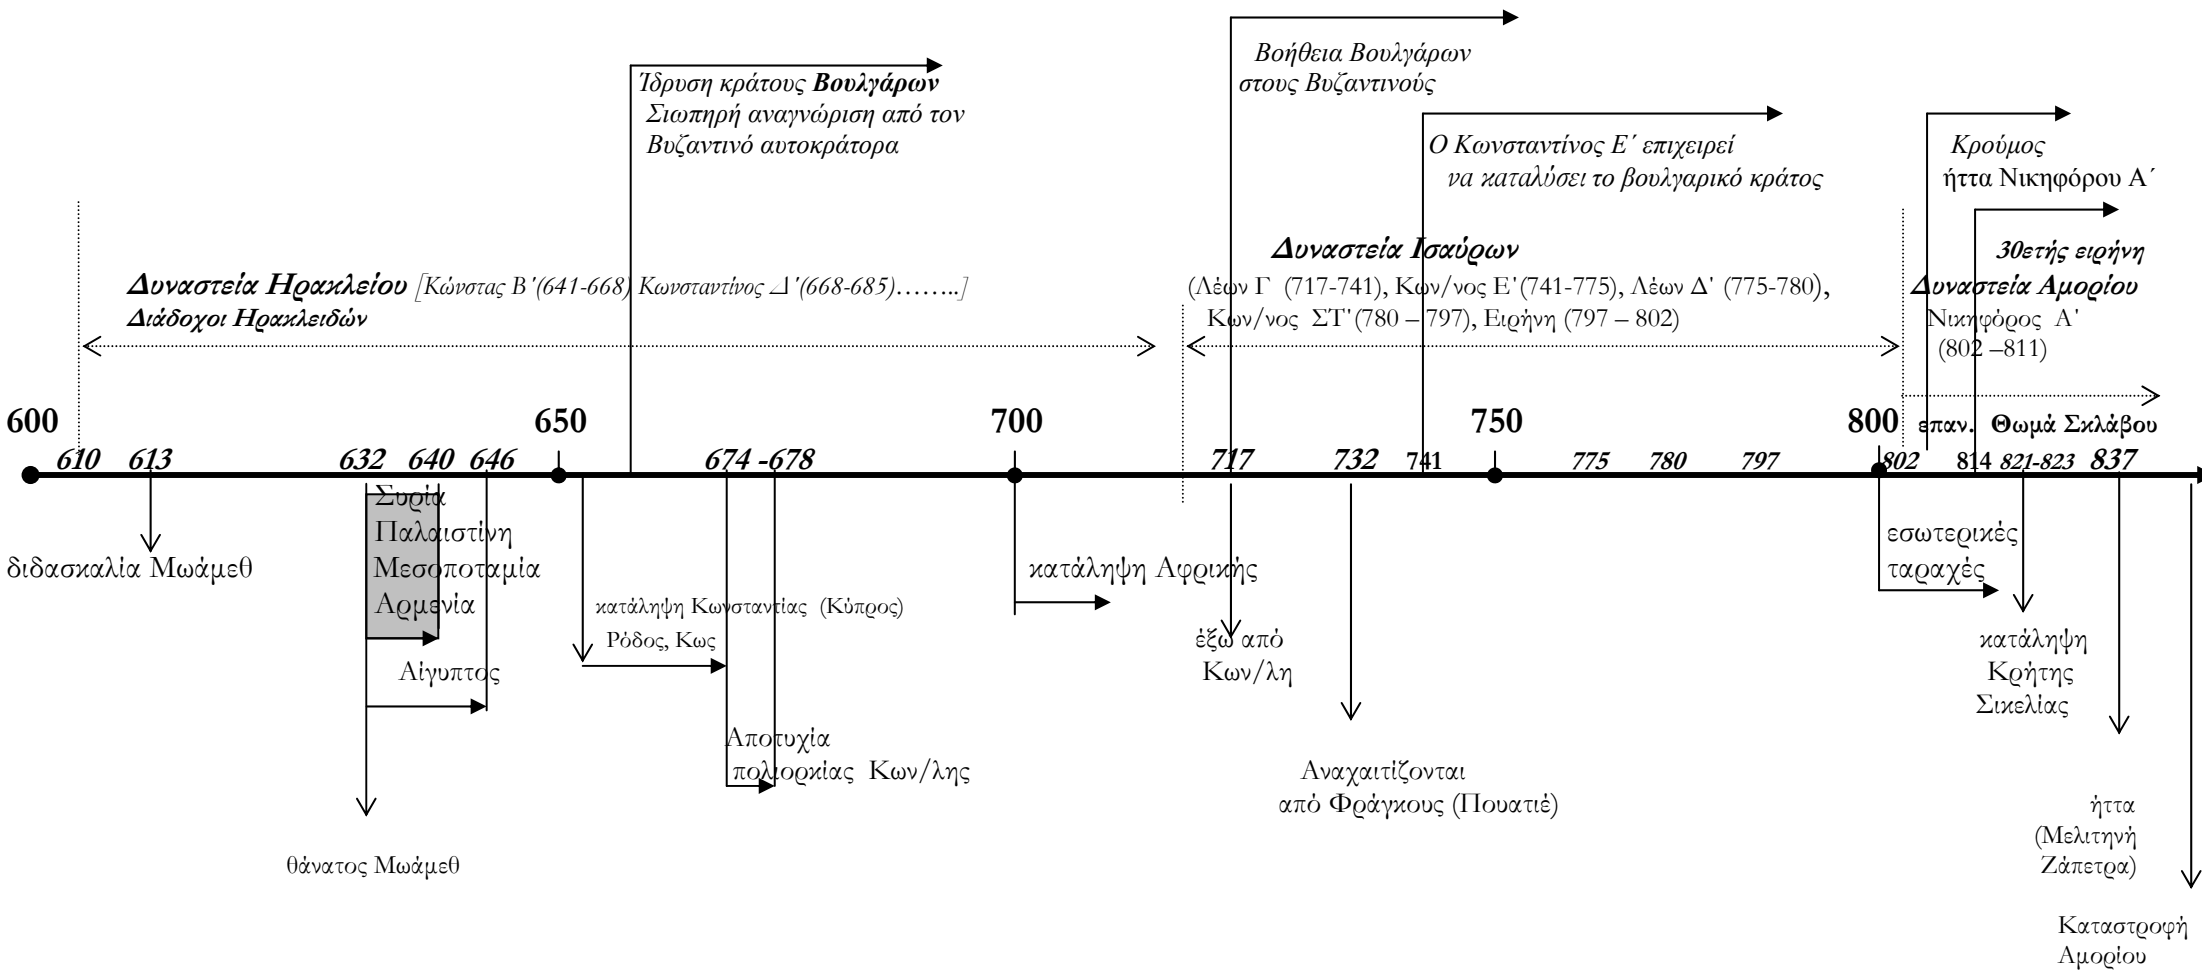 Βοήθεια Βουλγάρων
στους Βυζαντινούς
Ίδρυση κράτους Βουλγάρων
Σιωπηρή αναγνώριση από τον
Βυζαντινό αυτοκράτορα
Ο Κωνσταντίνος Ε΄ επιχειρεί
να καταλύσει το βουλγαρικό κράτος
Κρούμος
ήττα Νικηφόρου Α΄
Δυναστεία Ηρακλείου [Κώνστας Β΄(641-668) Κωνσταντίνος Δ΄(668-685)……..]
Διάδοχοι Ηρακλειδών
Δυναστεία Ισαύρων
(Λέων Γ (717-741), Κων/νος Ε΄(741-775), Λέων Δ΄ (775-780),
Κων/νος ΣΤ΄(780 – 797), Ειρήνη (797 – 802)
30ετής ειρήνη
Δυναστεία Αμορίου
Νικηφόρος Α΄
(802 –811)
600 650 700 750 800
επαν. Θωμά Σκλάβου
610 613 632 640 646 674 -678 717 732 741 775 780 797 802 814 821-823 837
διδασκαλία Μωάμεθ
Συρία
Παλαιστίνη
Μεσοποταμία
Αρμενία
Αίγυπτος
θάνατος Μωάμεθ
κατάληψη Κωνσταντίας (Κύπρος)
Ρόδος, Κως
Αποτυχία
πολιορκίας Κων/λης
κατάληψη Αφρικής
έξω από
Κων/λη
Αναχαιτίζονται
από Φράγκους (Πουατιέ)
εσωτερικές
ταραχές
κατάληψη
Κρήτης
Σικελίας
ήττα
(Μελιτηνή
Ζάπετρα)
Καταστροφή
Αμορίου